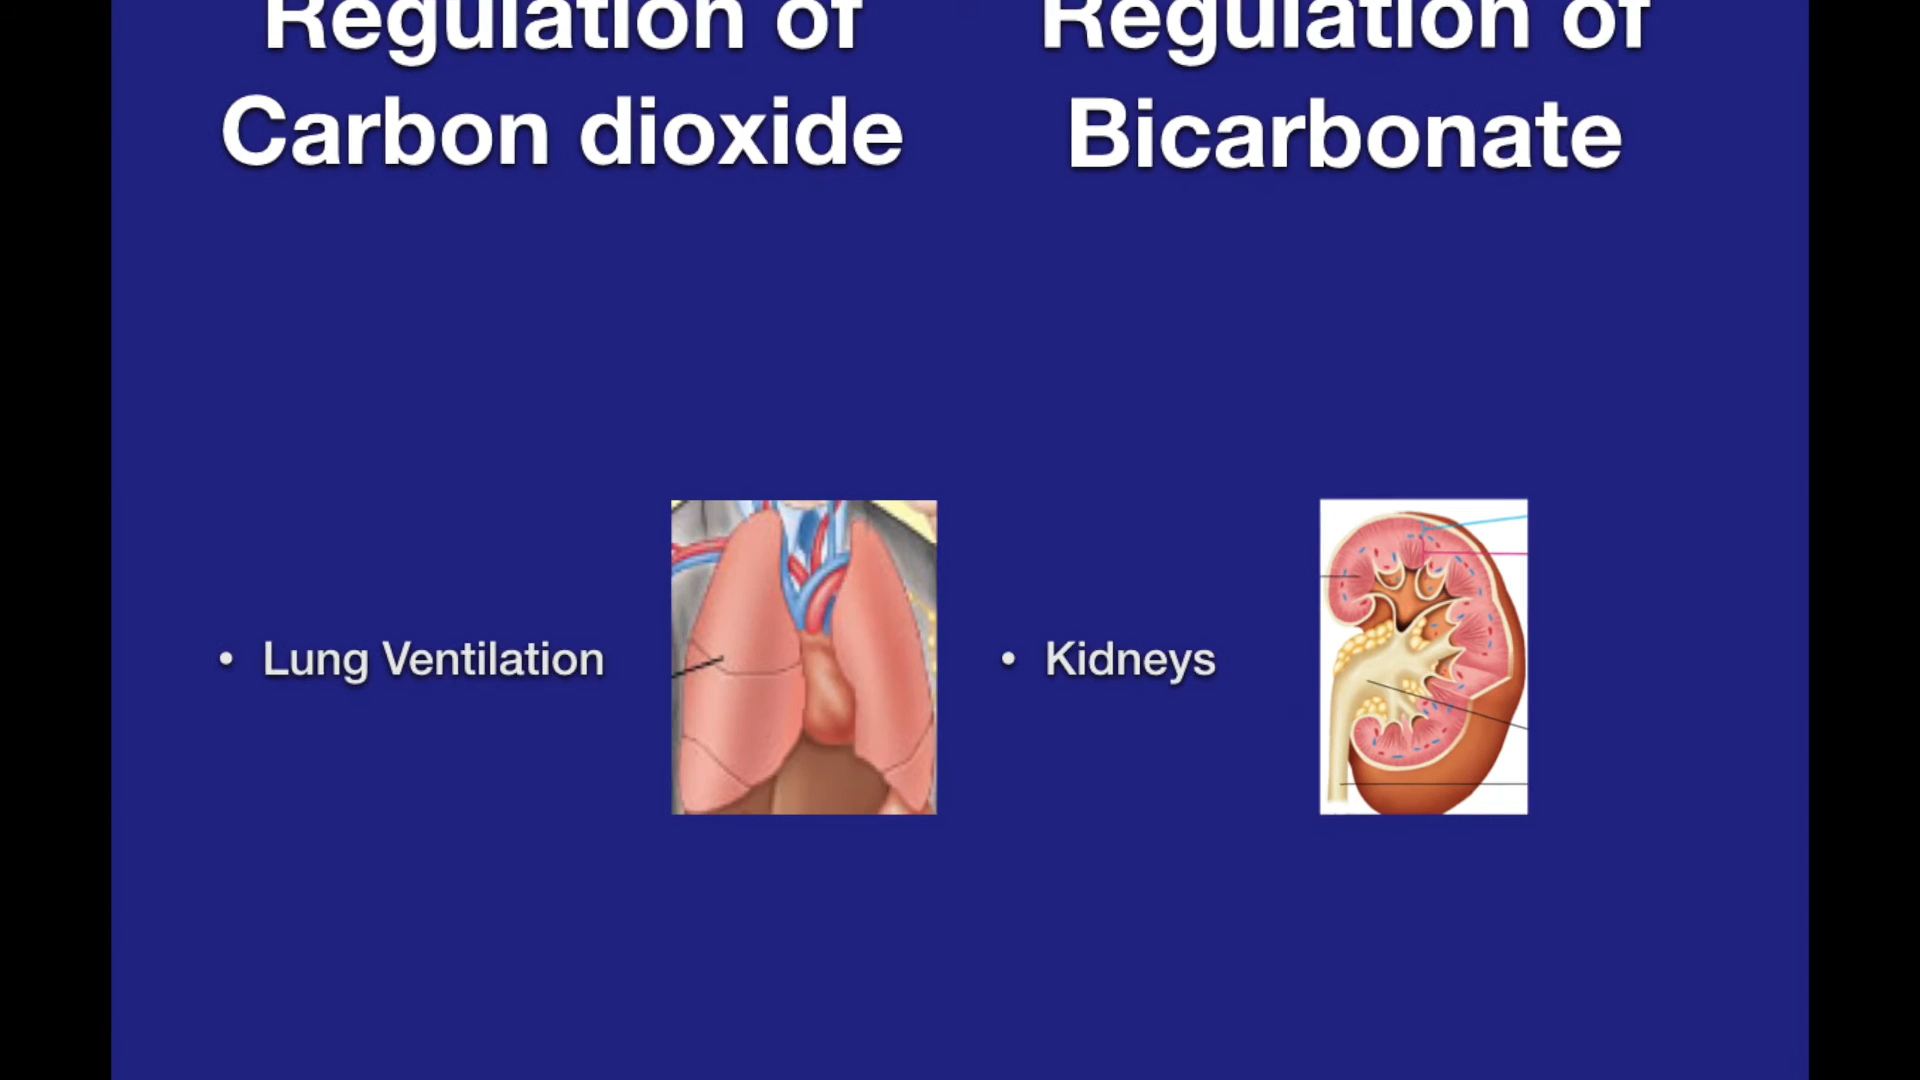 Regulation of
Carbon dioxide
Regulation of
Bicarbonate
• Lung Ventilation
• Kidneys